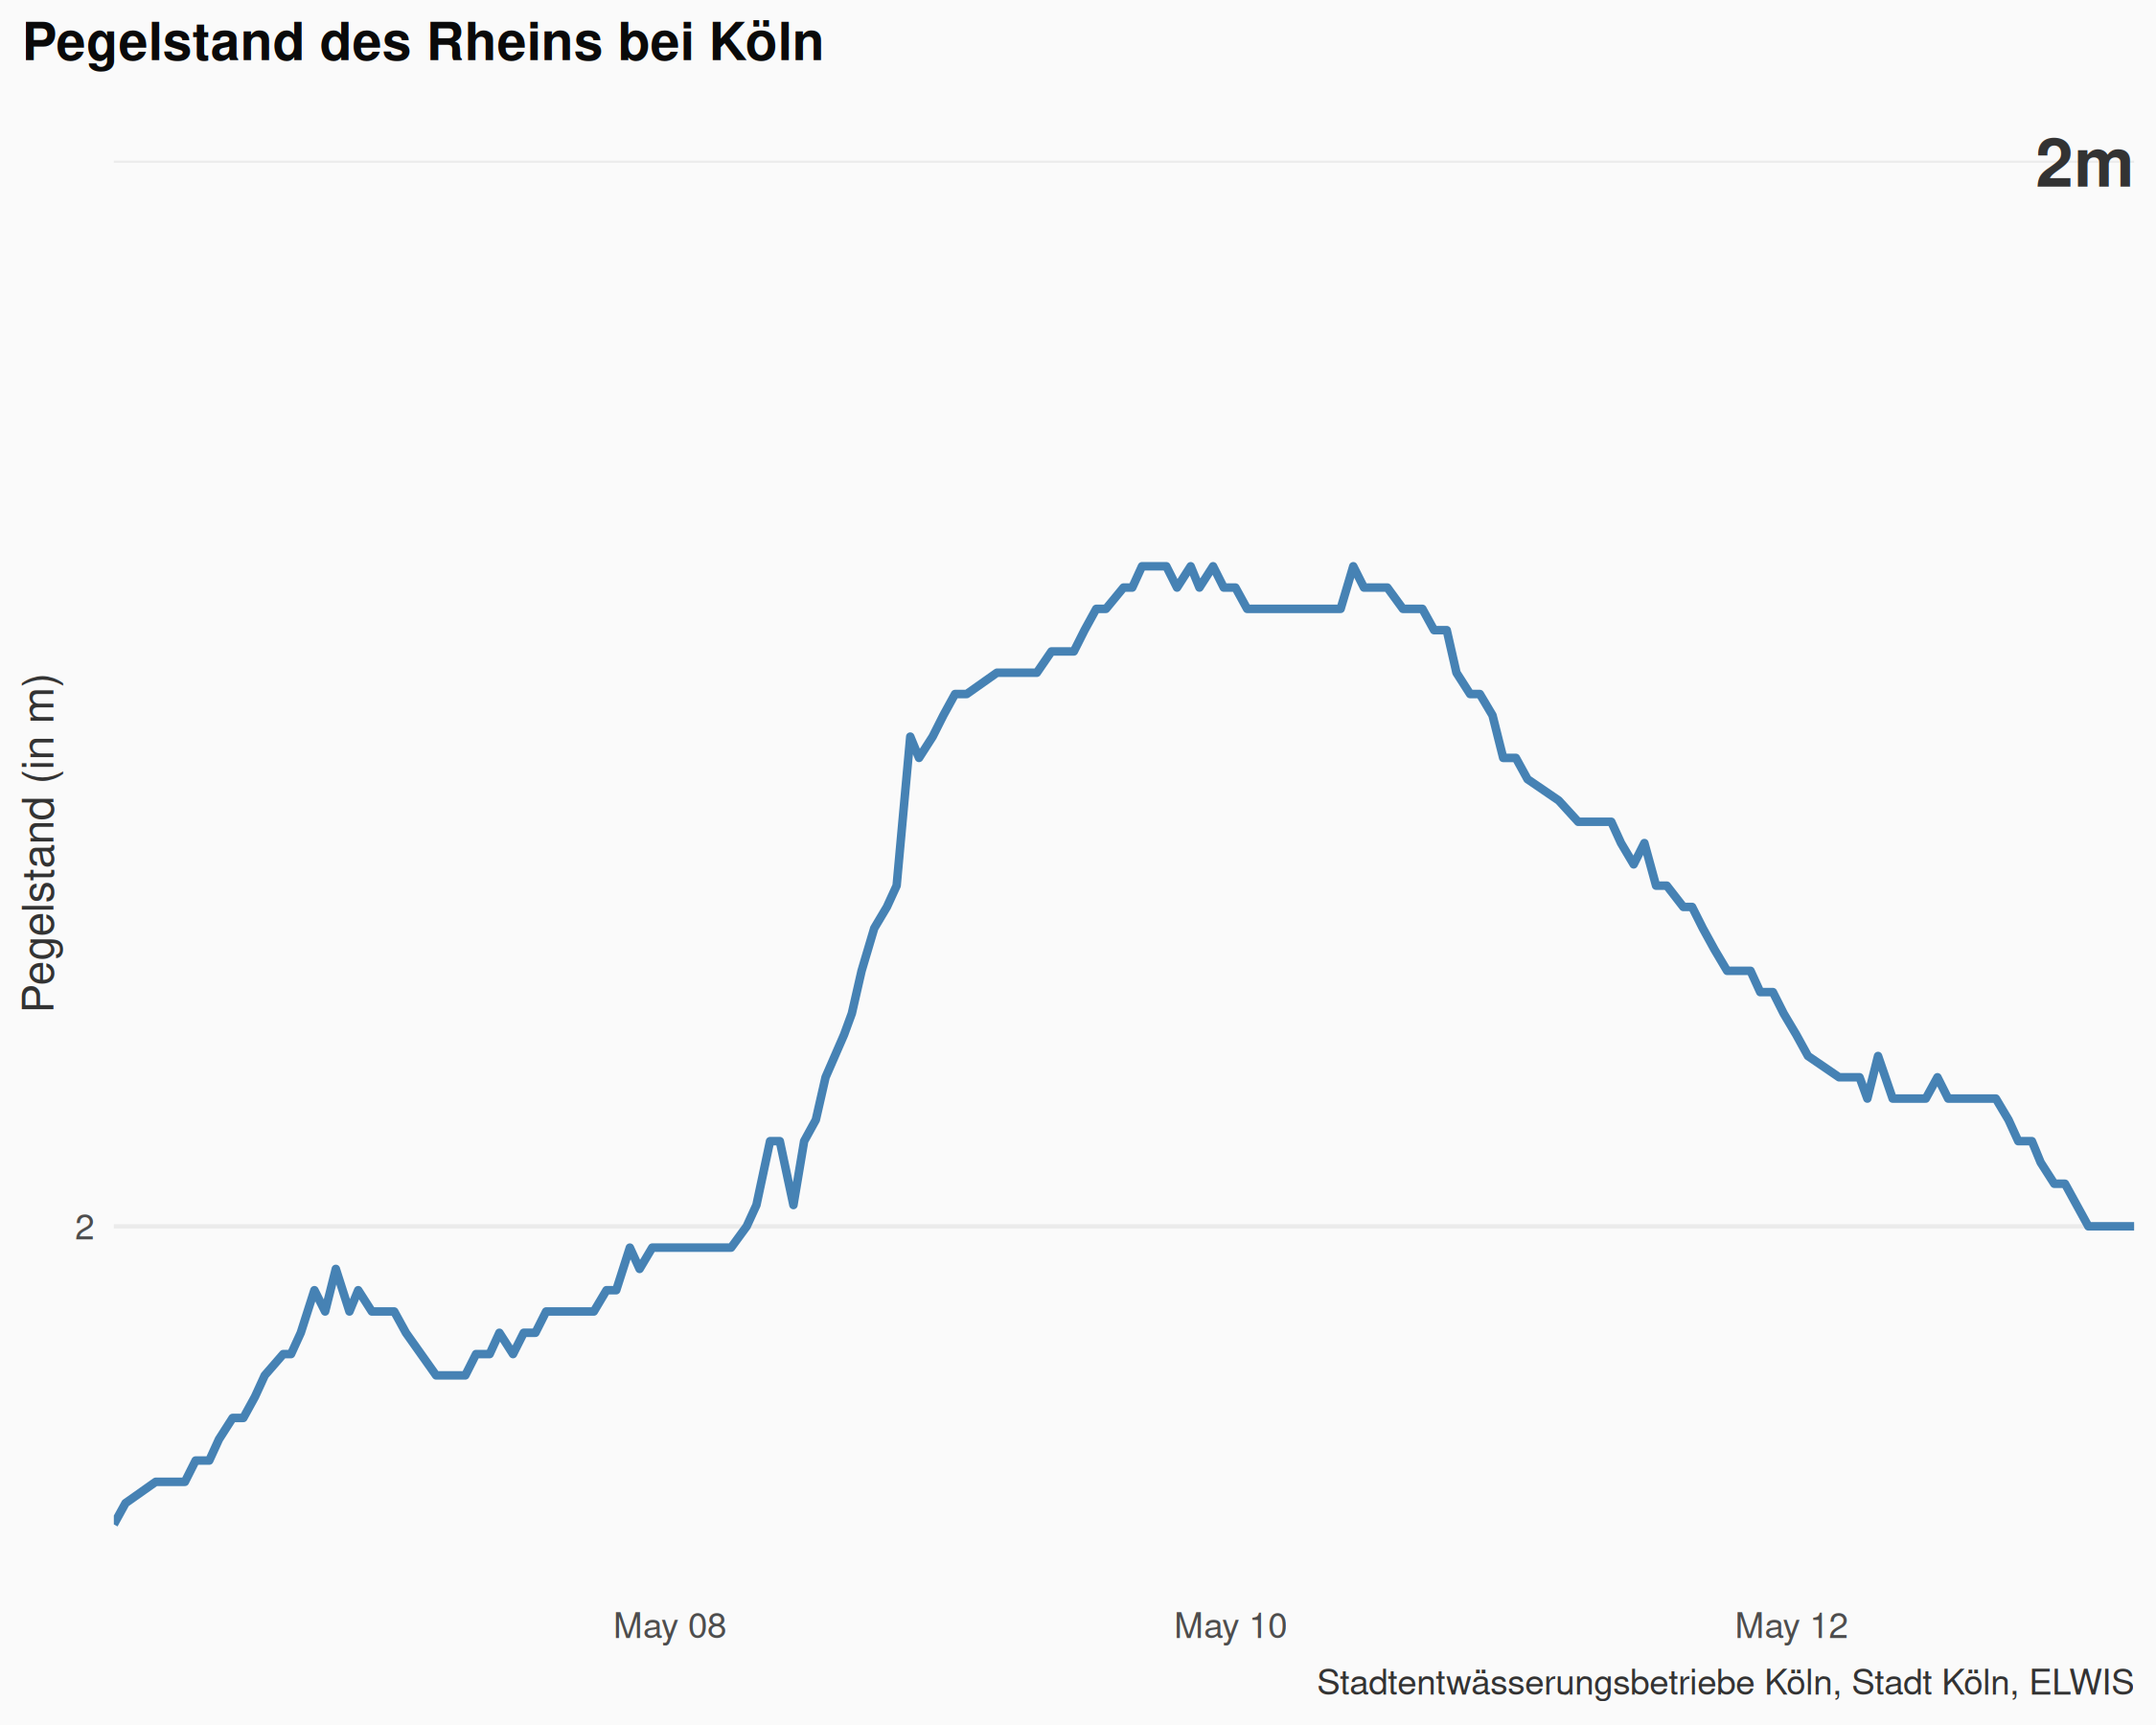 Pegelstand des Rheins bei Köln
2m
Pegelstand (in m)
2
May 08
May 10
May 12
Stadtentwässerungsbetriebe Köln, Stadt Köln, ELWIS